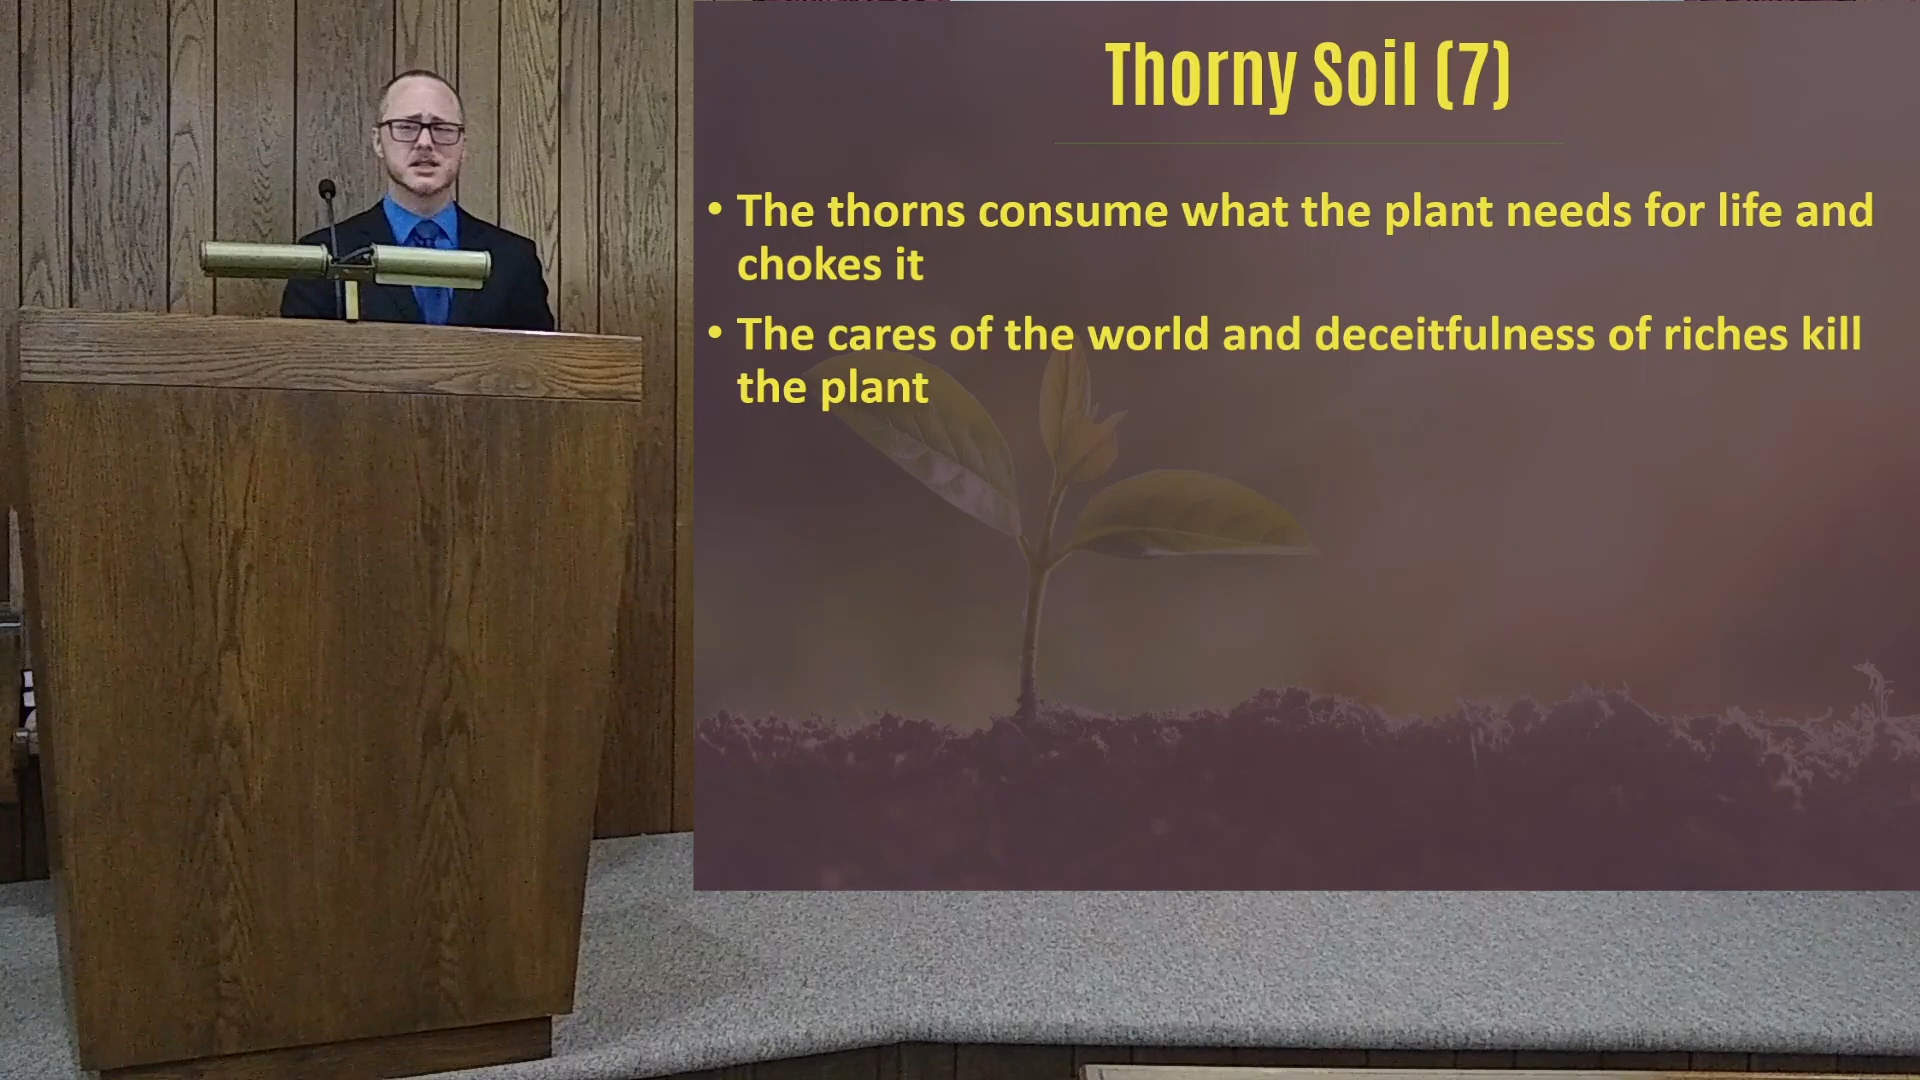 Thorny Soil (7)
• The thorns consume what the plant needs for life and
chokes it
• The cares of the world and deceitfulness of riches kill
the plant